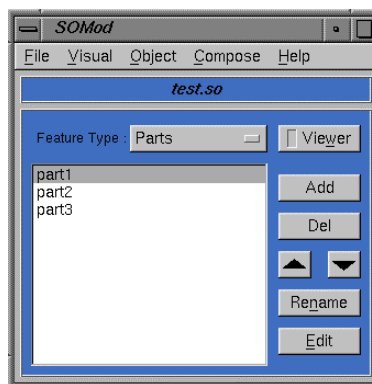 SOMod
File Visual Object Compose Help
test.so
Feature Type : Parts Viewer
part1
part2
part3
Add
Del
Rename
Edit